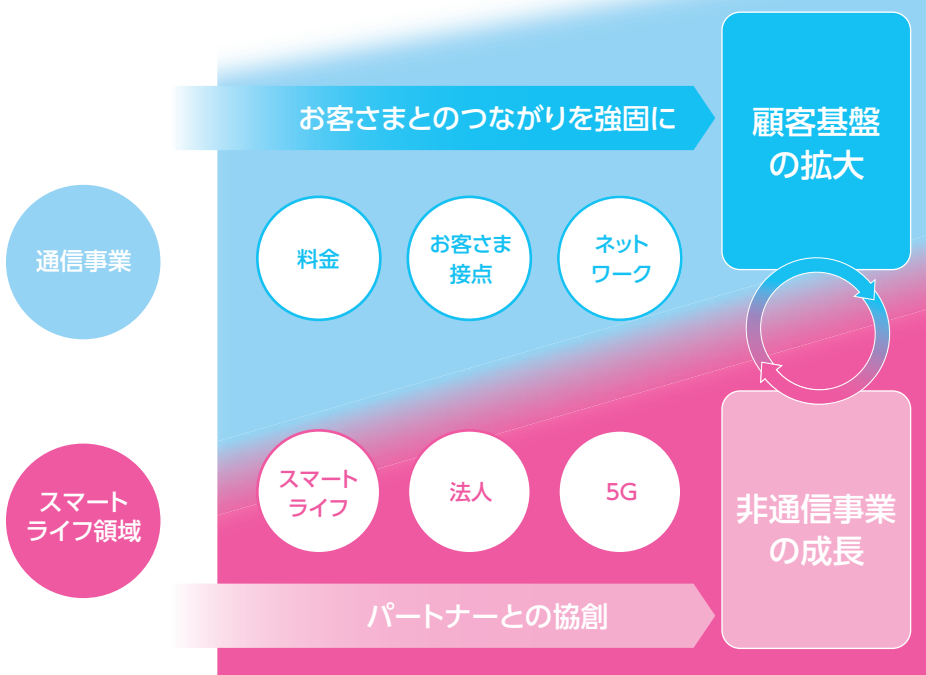 お客さまとのつながりを強固に
顧客基盤
の拡大
通信事業
料金
お客さま
接点
ネット
ワーク
スマート
ライフ領域
スマート
ライフ
法人
5G
非通信事業
の成長
パートナーとの協創